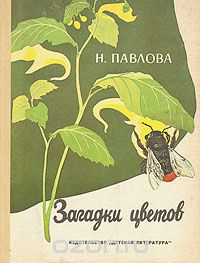 Н. ПАВЛОВА
Загадки цветов
ИЗДАТЕЛЬСТВО „ДЕТСКАЯ ЛИТЕРАТУРА"